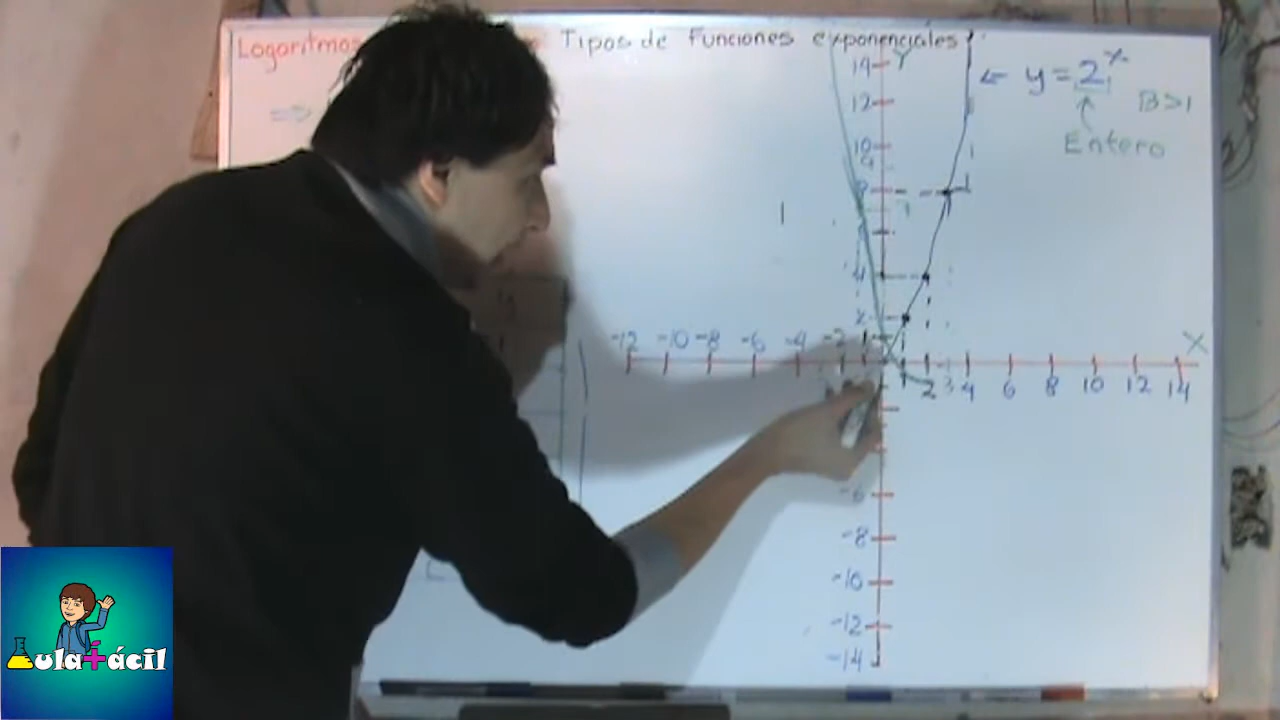 Logaritmos Tipos de Funciones exponenciales
Y
← y = 2^x
B>1
Entero
14
12
10
8
4
2
-12 -10 -8 -6 -4 -2 X
2 3 4 6 8 10 12 14
-6
-8
-10
-12
-14
Aula+ácil